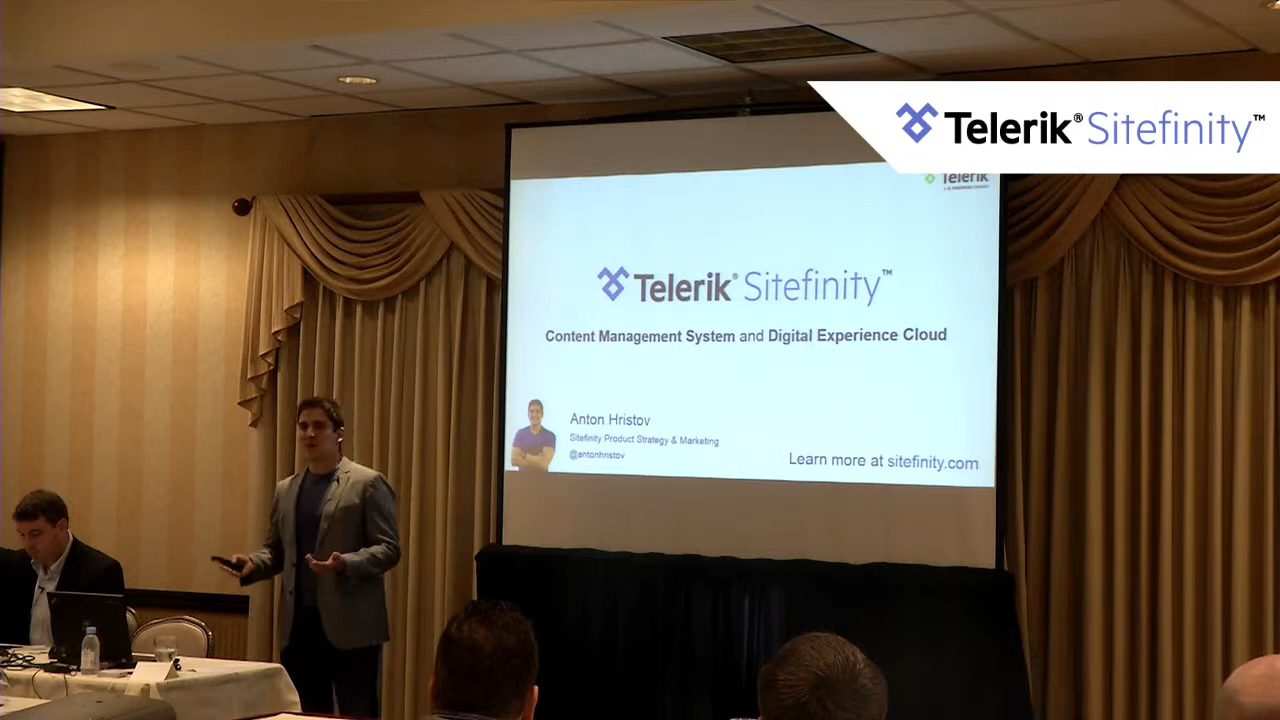 Telerik® Sitefinity™
Telerik
Telerik® Sitefinity™
Content Management System and Digital Experience Cloud
Anton Hristov
Sitefinity Product Strategy & Marketing
@antonhristov
Learn more at sitefinity.com